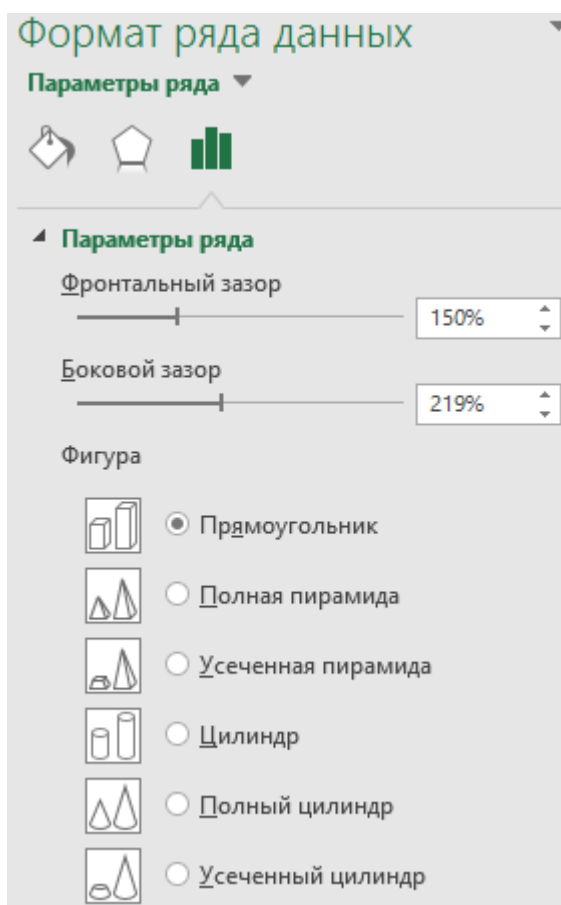 Формат ряда данных
Параметры ряда
Параметры ряда
Фронтальный зазор
150%
Боковой зазор
219%
Фигура
Прямоугольник
Полная пирамида
Усеченная пирамида
Цилиндр
Полный цилиндр
Усеченный цилиндр